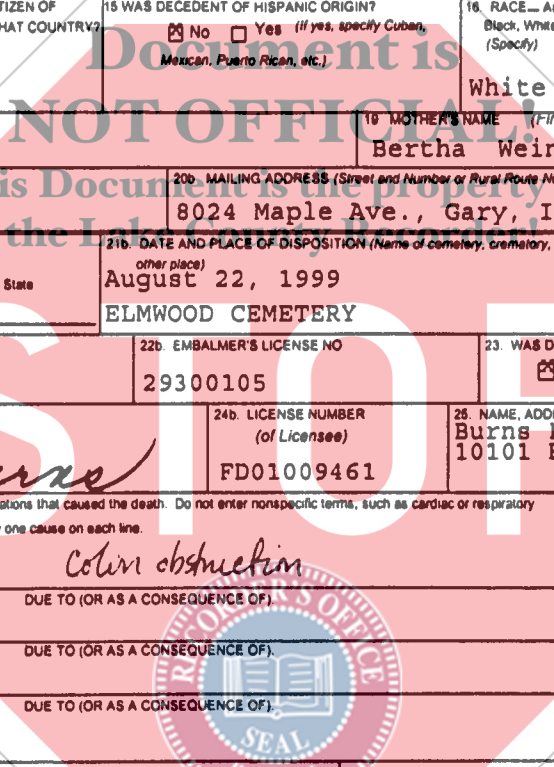 TIZEN OF
HAT COUNTRY?
15 WAS DECEDENT OF HISPANIC ORIGIN?
No Yes (If yes, specify Cuban,
Mexican, Puerto Rican, etc.)
16. RACE—
Black, White
(Specify)
White
Document is
NOT OFFICIAL!
19 MOTHER'S NAME
Bertha
This Document is the property
20b. MAILING ADDRESS (Street and Number or Rural Route
8024 Maple Ave., Gary, I
the Lake County Recorder!
21b. DATE AND PLACE OF DISPOSITION (Name of cemetery, crematory,
other place)
State
August 22, 1999
ELMWOOD CEMETERY
STOP
22b. EMBALMER'S LICENSE NO
29300105
23. WAS D
24b. LICENSE NUMBER
(of Licensee)
FD01009461
25. NAME, ADD
Burns
10101
ations that caused the death. Do not enter nonspecific terms, such as cardiac or respiratory
one cause on each line.
Colin obstruction
DUE TO (OR AS A CONSEQUENCE OF).
DUE TO (OR AS A CONSEQUENCE OF).
DUE TO (OR AS A CONSEQUENCE OF).
RECORDER'S OFFICE
SEAL